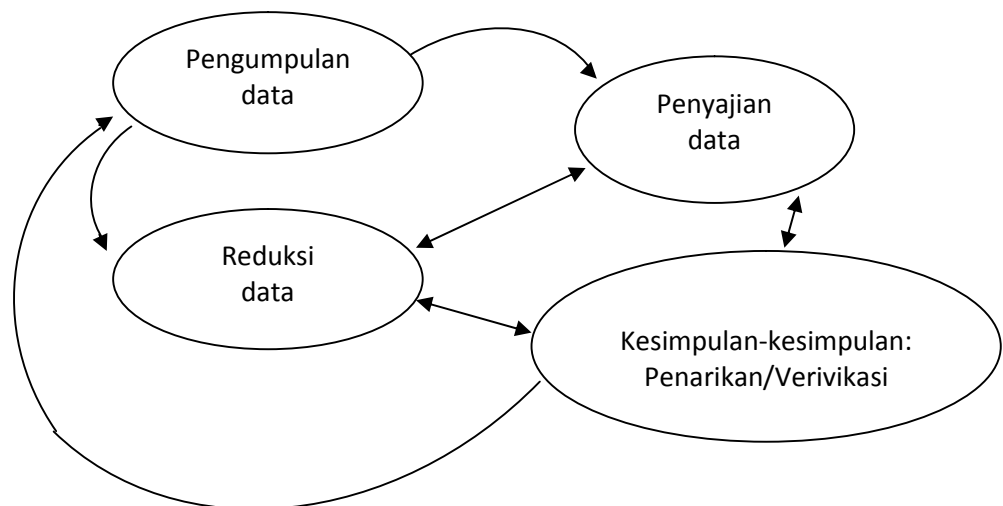 Pengumpulan
data
Penyajian
data
Reduksi
data
Kesimpulan-kesimpulan:
Penarikan/Verivikasi